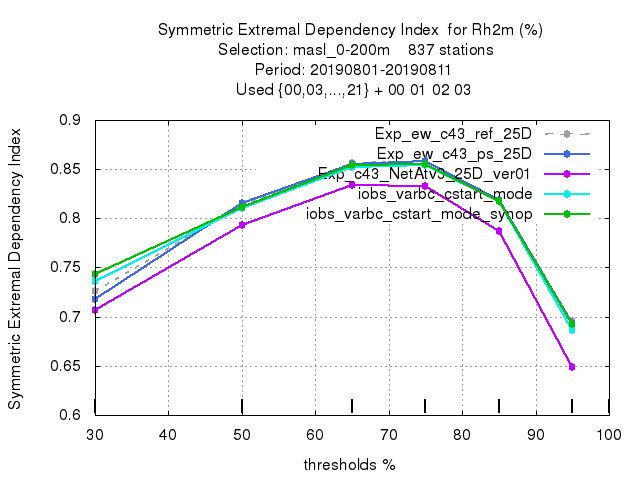 Symmetric Extremal Dependency Index  for Rh2m (%)
Selection: masl_0-200m    837 stations
Period: 20190801-20190811
Used {00,03,...,21} + 00 01 02 03
Symmetric Extremal Dependency Index
0.9
0.85
0.8
0.75
0.7
0.65
0.6
Exp_ew_c43_ref_25D
Exp_ew_c43_ps_25D
Exp_c43_NetAtv3_25D_ver01
iobs_varbc_cstart_mode
iobs_varbc_cstart_mode_synop
30 40 50 60 70 80 90 100
thresholds %